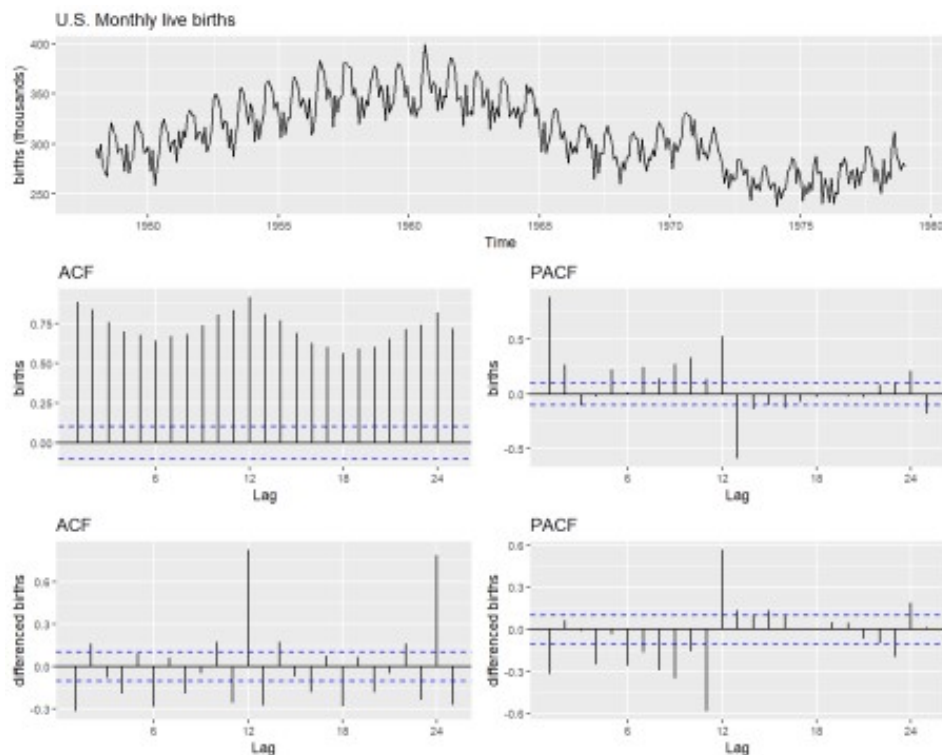 U.S. Monthly live births
births (thousands)
400
350
300
250
1950
1955
1960
1965
1970
1975
1980
Time
ACF
births
0.75
0.50
0.25
0.00
6
12
18
24
Lag
PACF
births
0.5
0.0
-0.5
6
12
18
24
Lag
ACF
differenced births
0.6
0.3
0.0
-0.3
6
12
18
24
Lag
PACF
differenced births
0.6
0.3
0.0
-0.3
-0.6
6
12
18
24
Lag